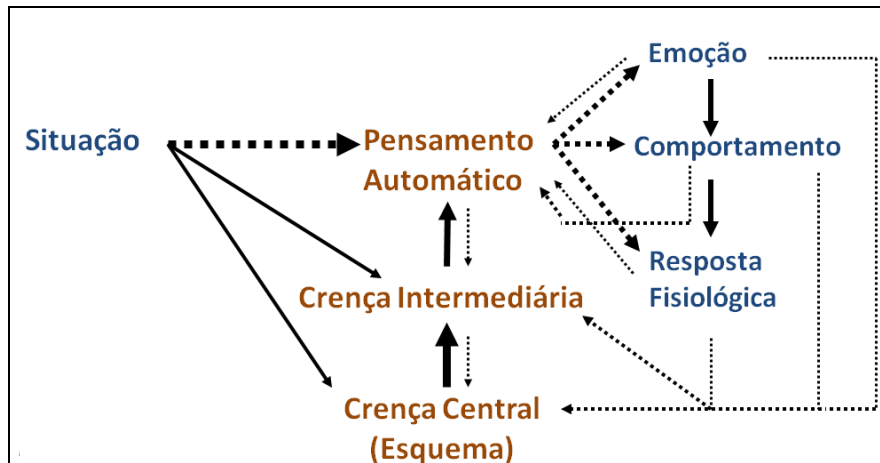 Emoção
Situação
Pensamento
Automático
Comportamento
Resposta
Fisiológica
Crença Intermediária
Crença Central
(Esquema)